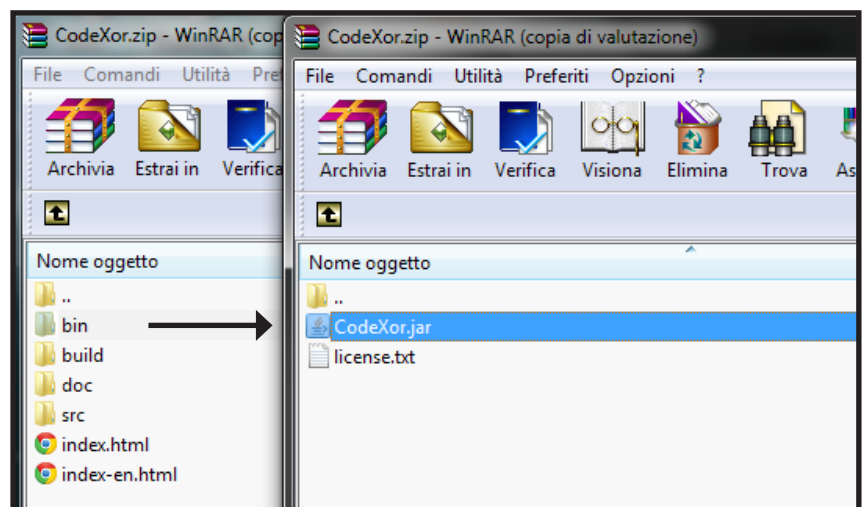 CodeXor.zip - WinRAR (cop
File Comandi Utilità Pref
Archivia Estrai in Verifica
Nome oggetto
..
bin
build
doc
src
index.html
index-en.html
CodeXor.zip - WinRAR (copia di valutazione)
File Comandi Utilità Preferiti Opzioni ?
Archivia Estrai in Verifica Visiona Elimina Trova As
Nome oggetto
..
CodeXor.jar
license.txt